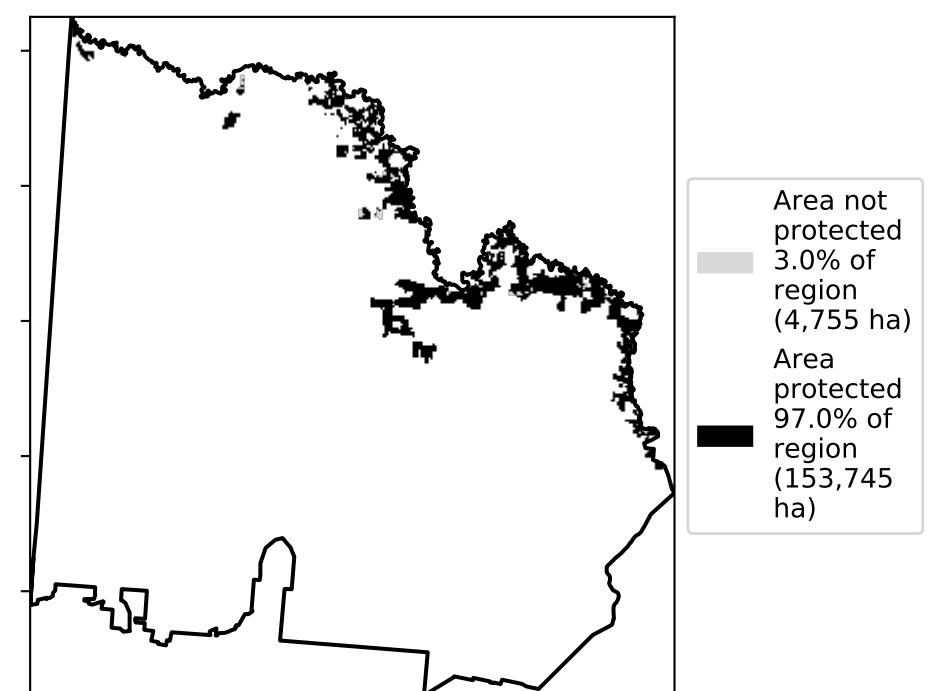 Area not
protected
3.0% of
region
(4,755 ha)
Area
protected
97.0% of
region
(153,745
ha)